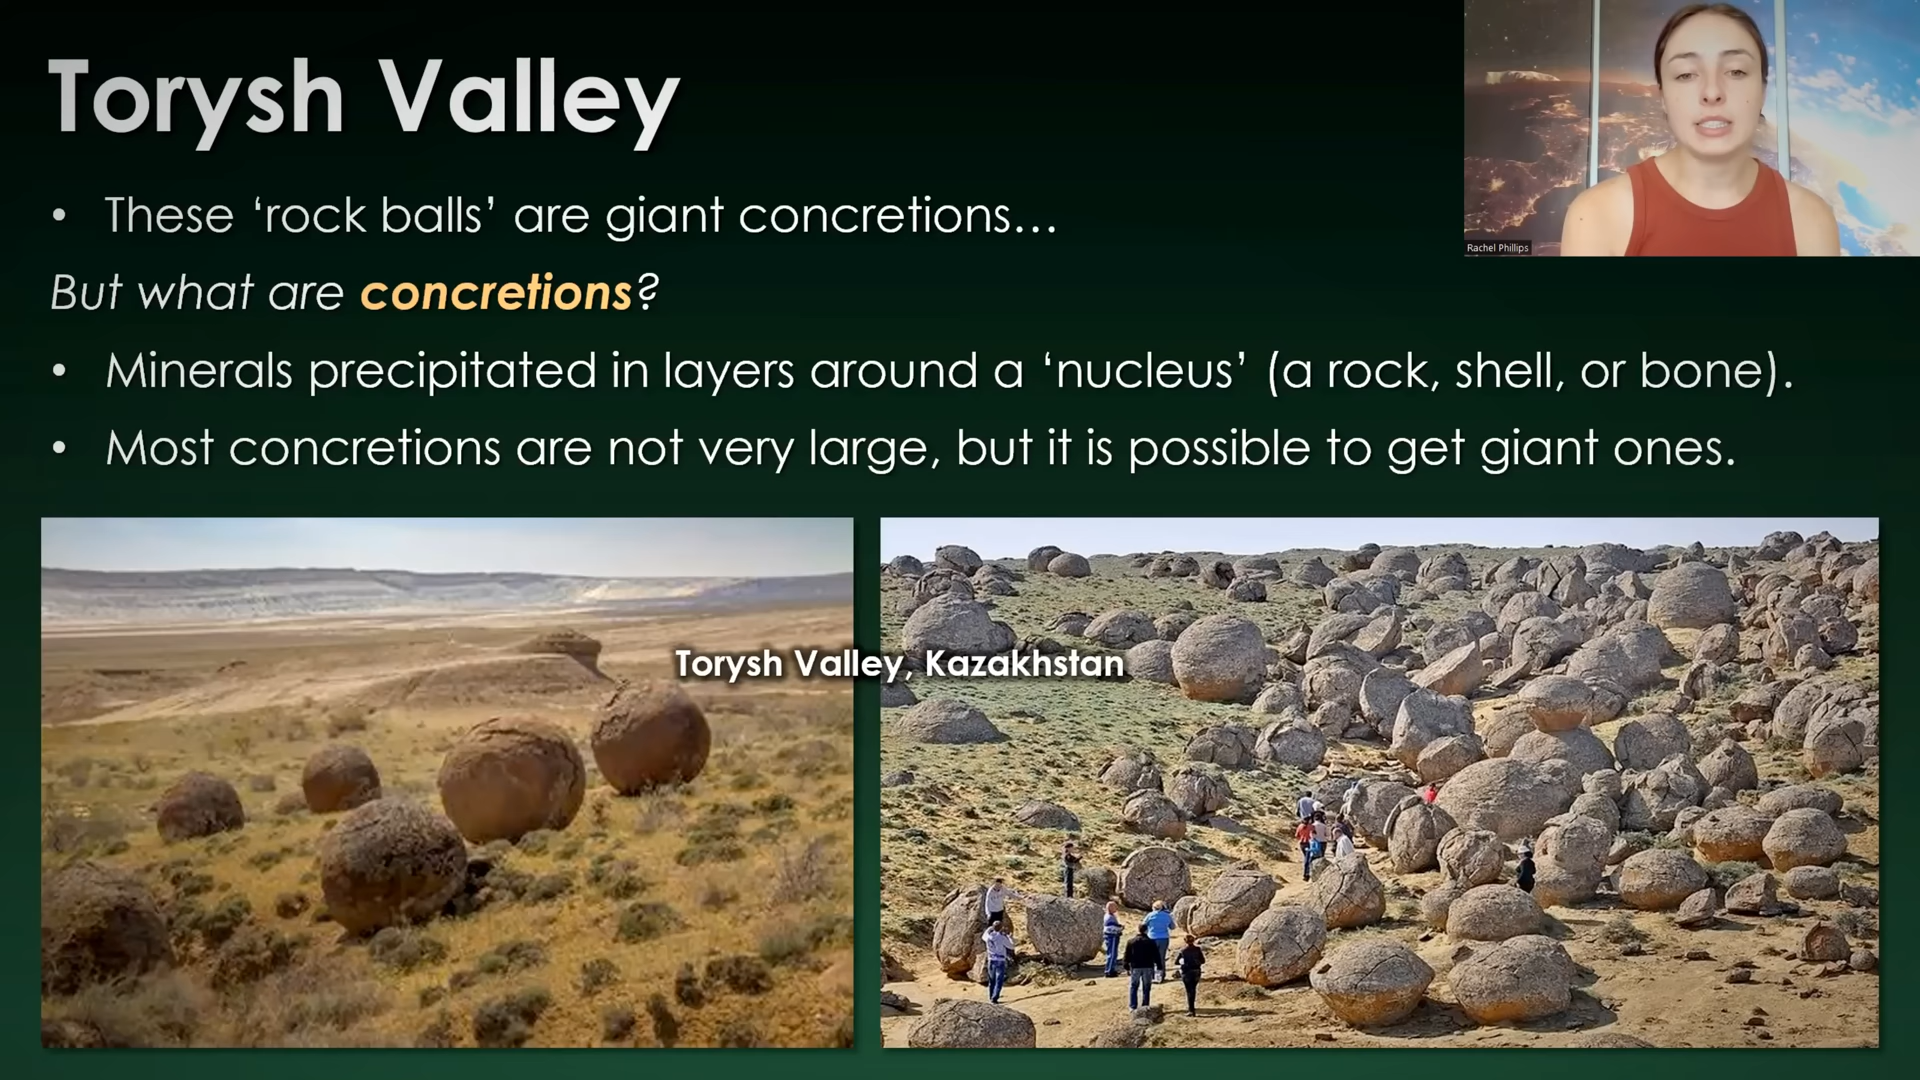 Torysh Valley
• These ‘rock balls’ are giant concretions…
But what are concretions?
• Minerals precipitated in layers around a ‘nucleus’ (a rock, shell, or bone).
• Most concretions are not very large, but it is possible to get giant ones.
Rachel Phillips
Torysh Valley, Kazakhstan